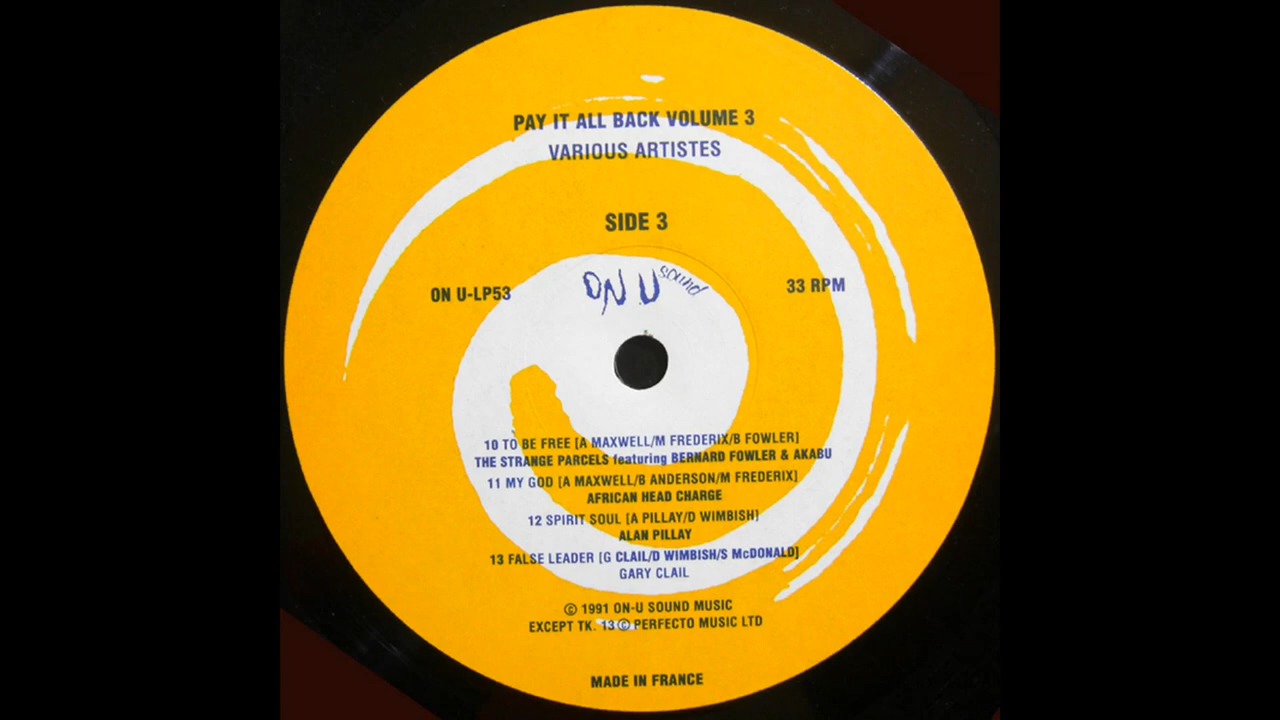 PAY IT ALL BACK VOLUME 3
VARIOUS ARTISTES
SIDE 3
ON U sound
ON U-LP53
33 RPM
10 TO BE FREE [A MAXWELL/M FREDERIX/B FOWLER]
THE STRANGE PARCELS featuring BERNARD FOWLER & AKABU
11 MY GOD [A MAXWELL/B ANDERSON/M FREDERIX]
AFRICAN HEAD CHARGE
12 SPIRIT SOUL [A PILLAY/D WIMBISH]
ALAN PILLAY
13 FALSE LEADER [G CLAIL/D WIMBISH/S McDONALD]
GARY CLAIL
© 1991 ON-U SOUND MUSIC
EXCEPT TK. 13 © PERFECTO MUSIC LTD
MADE IN FRANCE